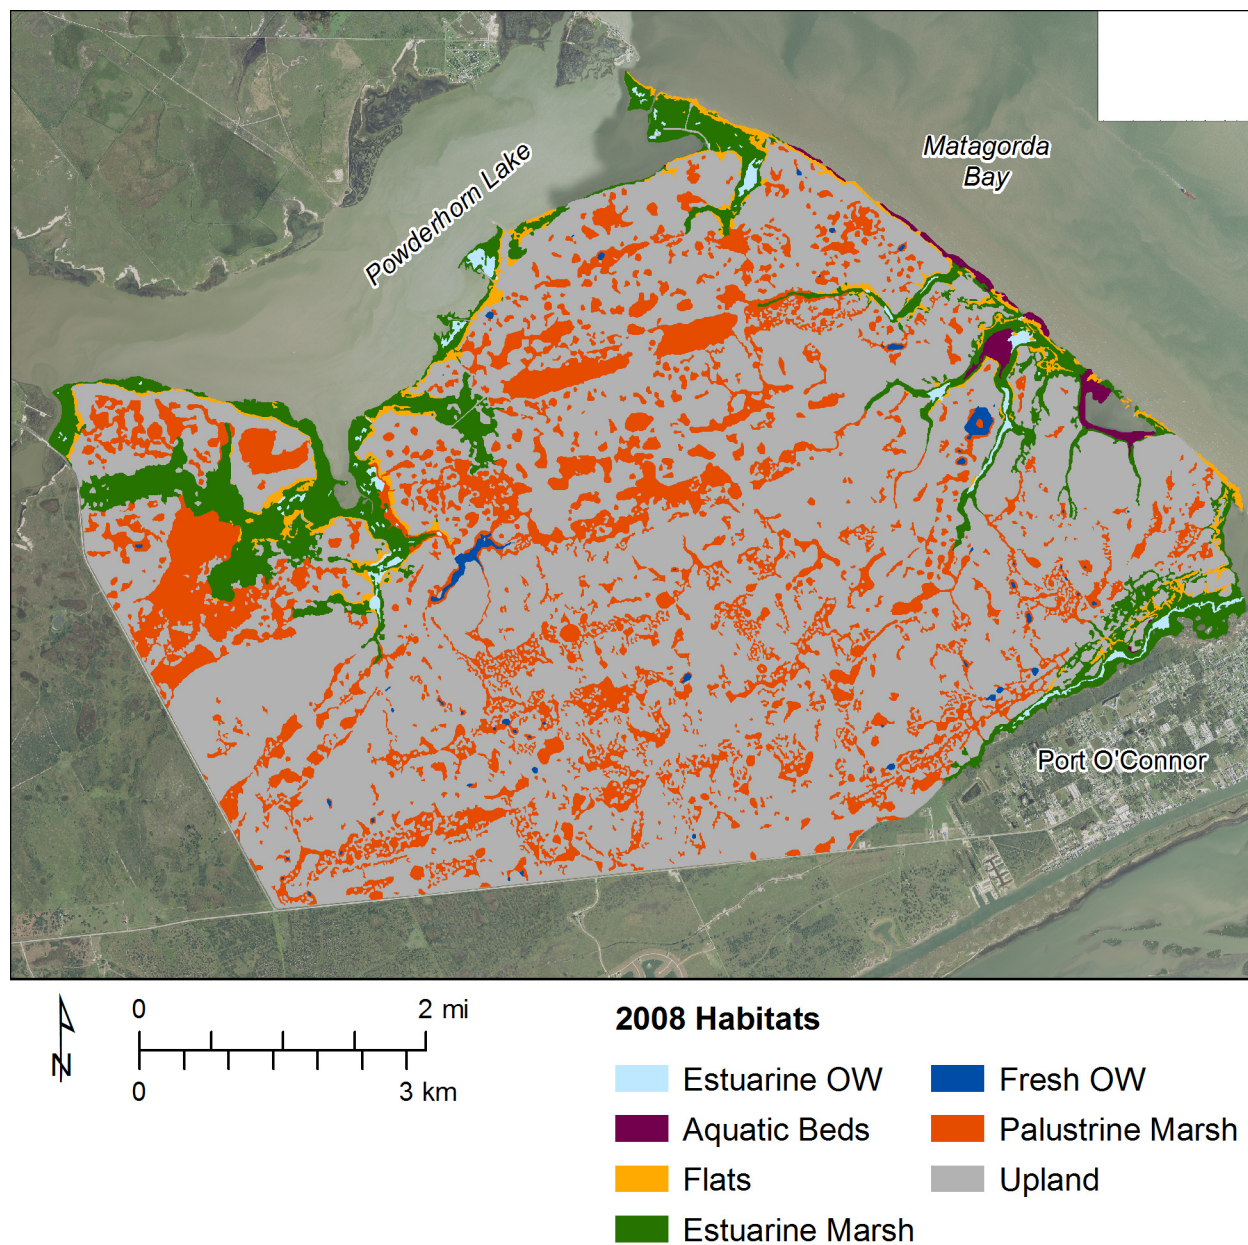 Matagorda
Bay
Powderhorn Lake
Port O'Connor
0
2 mi
N
0
3 km
2008 Habitats
Estuarine OW
Fresh OW
Aquatic Beds
Palustrine Marsh
Flats
Upland
Estuarine Marsh